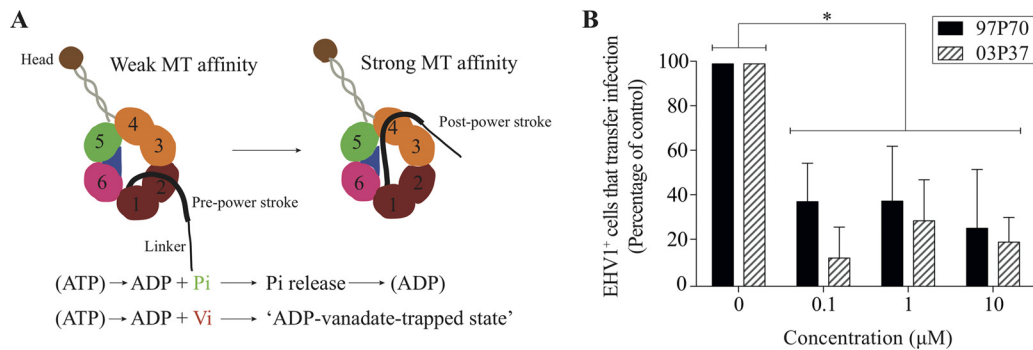 A
Head
Weak MT affinity
Strong MT affinity
4
5
3
6
2
1
Pre-power stroke
Linker
4
5
3
6
2
1
Post-power stroke
(ATP) → ADP + Pi → Pi release → (ADP)
(ATP) → ADP + Vi → ‘ADP-vanadate-trapped state’
B
*
97P70
03P37
EHV1⁺ cells that transfer infection
(Percentage of control)
100
80
60
40
20
0
0 0.1 1 10
Concentration (μM)